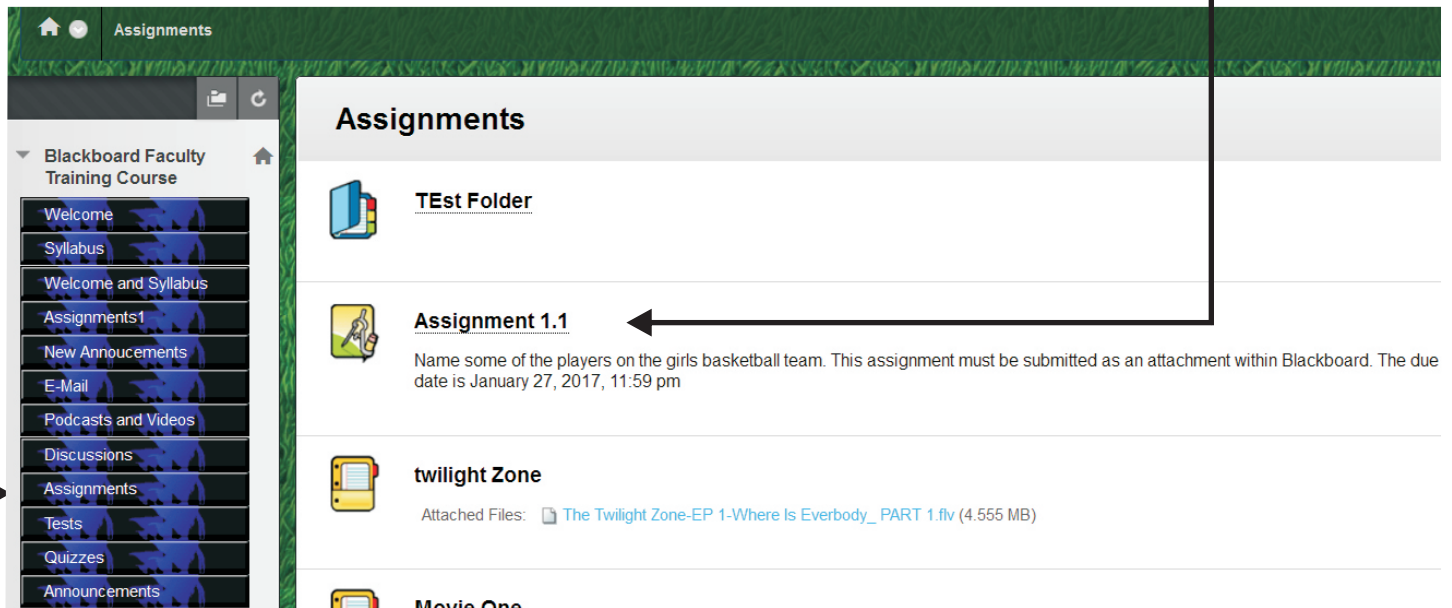 Assignments
Blackboard Faculty
Training Course
Welcome
Syllabus
Welcome and Syllabus
Assignments1
New Annoucements
E-Mail
Podcasts and Videos
Discussions
Assignments
Tests
Quizzes
Announcements
Assignments
TEst Folder
Assignment 1.1
Name some of the players on the girls basketball team. This assignment must be submitted as an attachment within Blackboard. The due
date is January 27, 2017, 11:59 pm
twilight Zone
Attached Files: The Twilight Zone-EP 1-Where Is Everbody_ PART 1.flv (4.555 MB)
Movie One